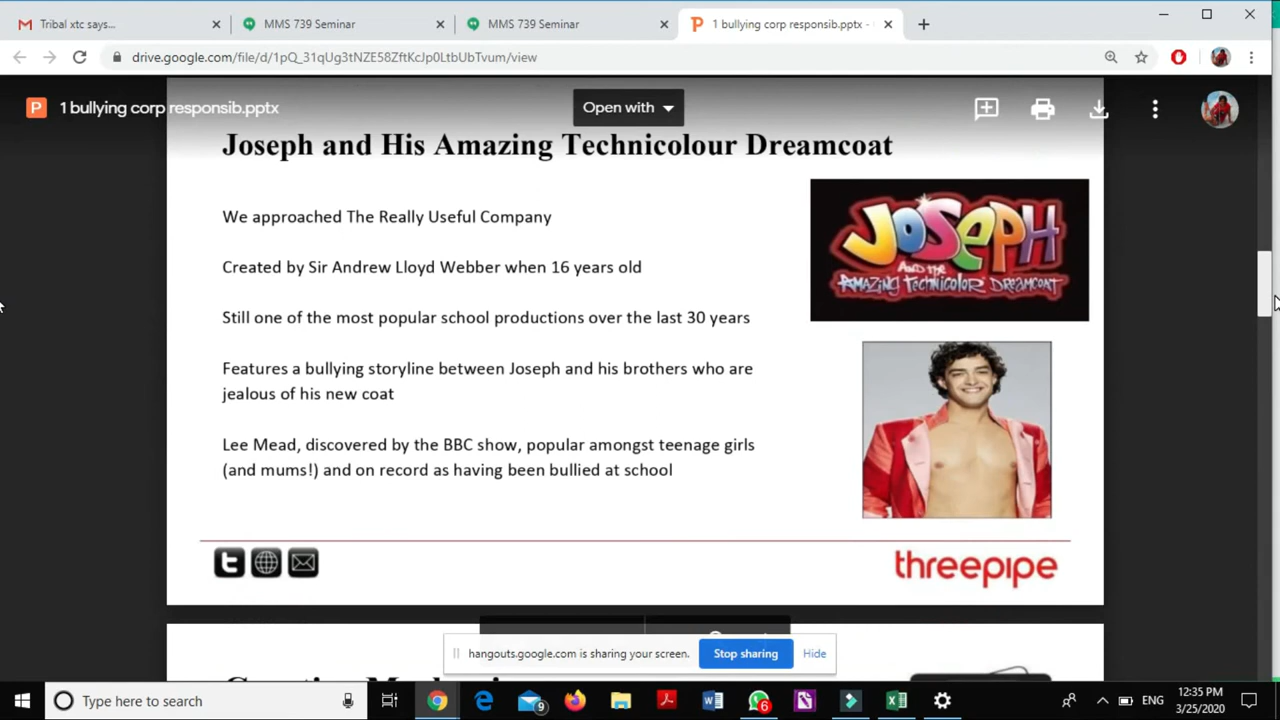 Tribal xtc says...
MMS 739 Seminar
MMS 739 Seminar
1 bullying corp responsib.pptx -
drive.google.com/file/d/1pQ_31qUg3tNZE58ZftKcJp0LtbUbTvum/view
P 1 bullying corp responsib.pptx
Open with
Joseph and His Amazing Technicolour Dreamcoat
We approached The Really Useful Company
Created by Sir Andrew Lloyd Webber when 16 years old
Still one of the most popular school productions over the last 30 years
Features a bullying storyline between Joseph and his brothers who are
jealous of his new coat
Lee Mead, discovered by the BBC show, popular amongst teenage girls
(and mums!) and on record as having been bullied at school
JOSEPH
AND THE
AMAZING TECHNICOLOR DREAMCOAT
threepipe
hangouts.google.com is sharing your screen.
Stop sharing
Hide
Type here to search
9
6
ENG
12:35 PM
3/25/2020